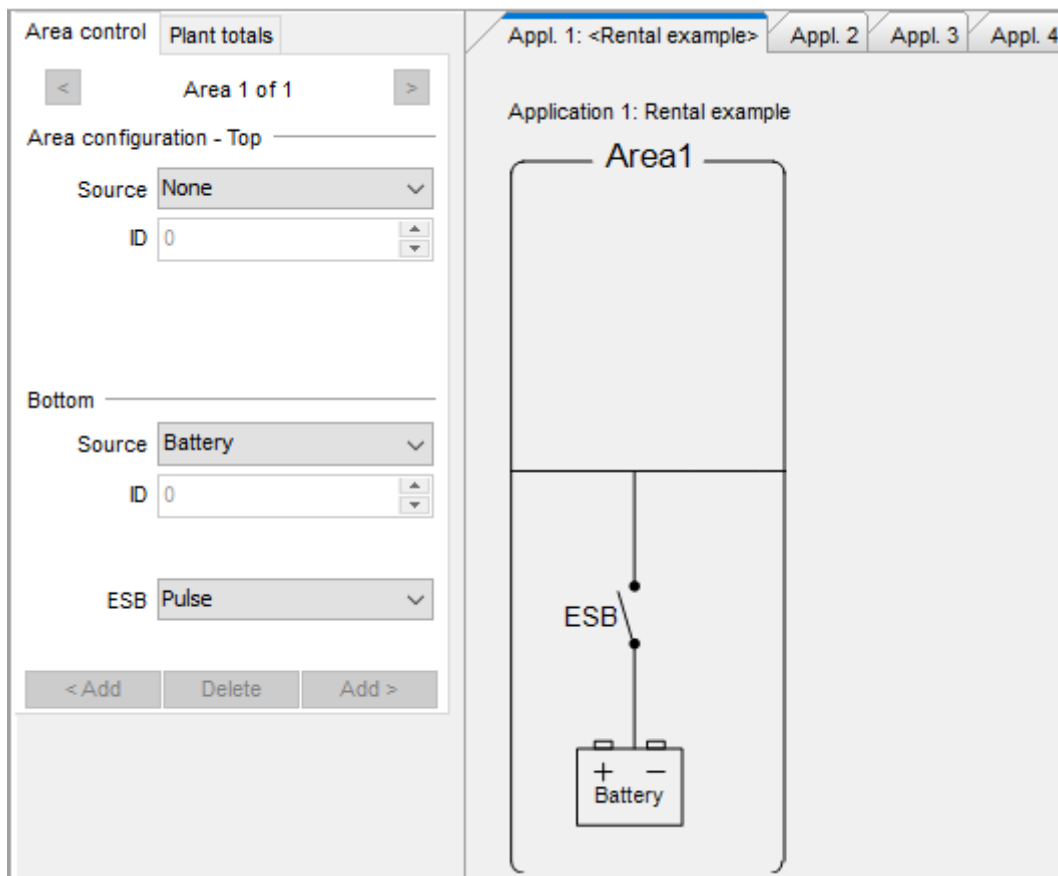 Area control
Plant totals
< Area 1 of 1 >
Area configuration - Top
Source None
ID 0
Bottom
Source Battery
ID 0
ESB Pulse
< Add Delete Add >
Appl. 1: <Rental example> Appl. 2 Appl. 3 Appl. 4
Application 1: Rental example
Area1
ESB
+ −
Battery